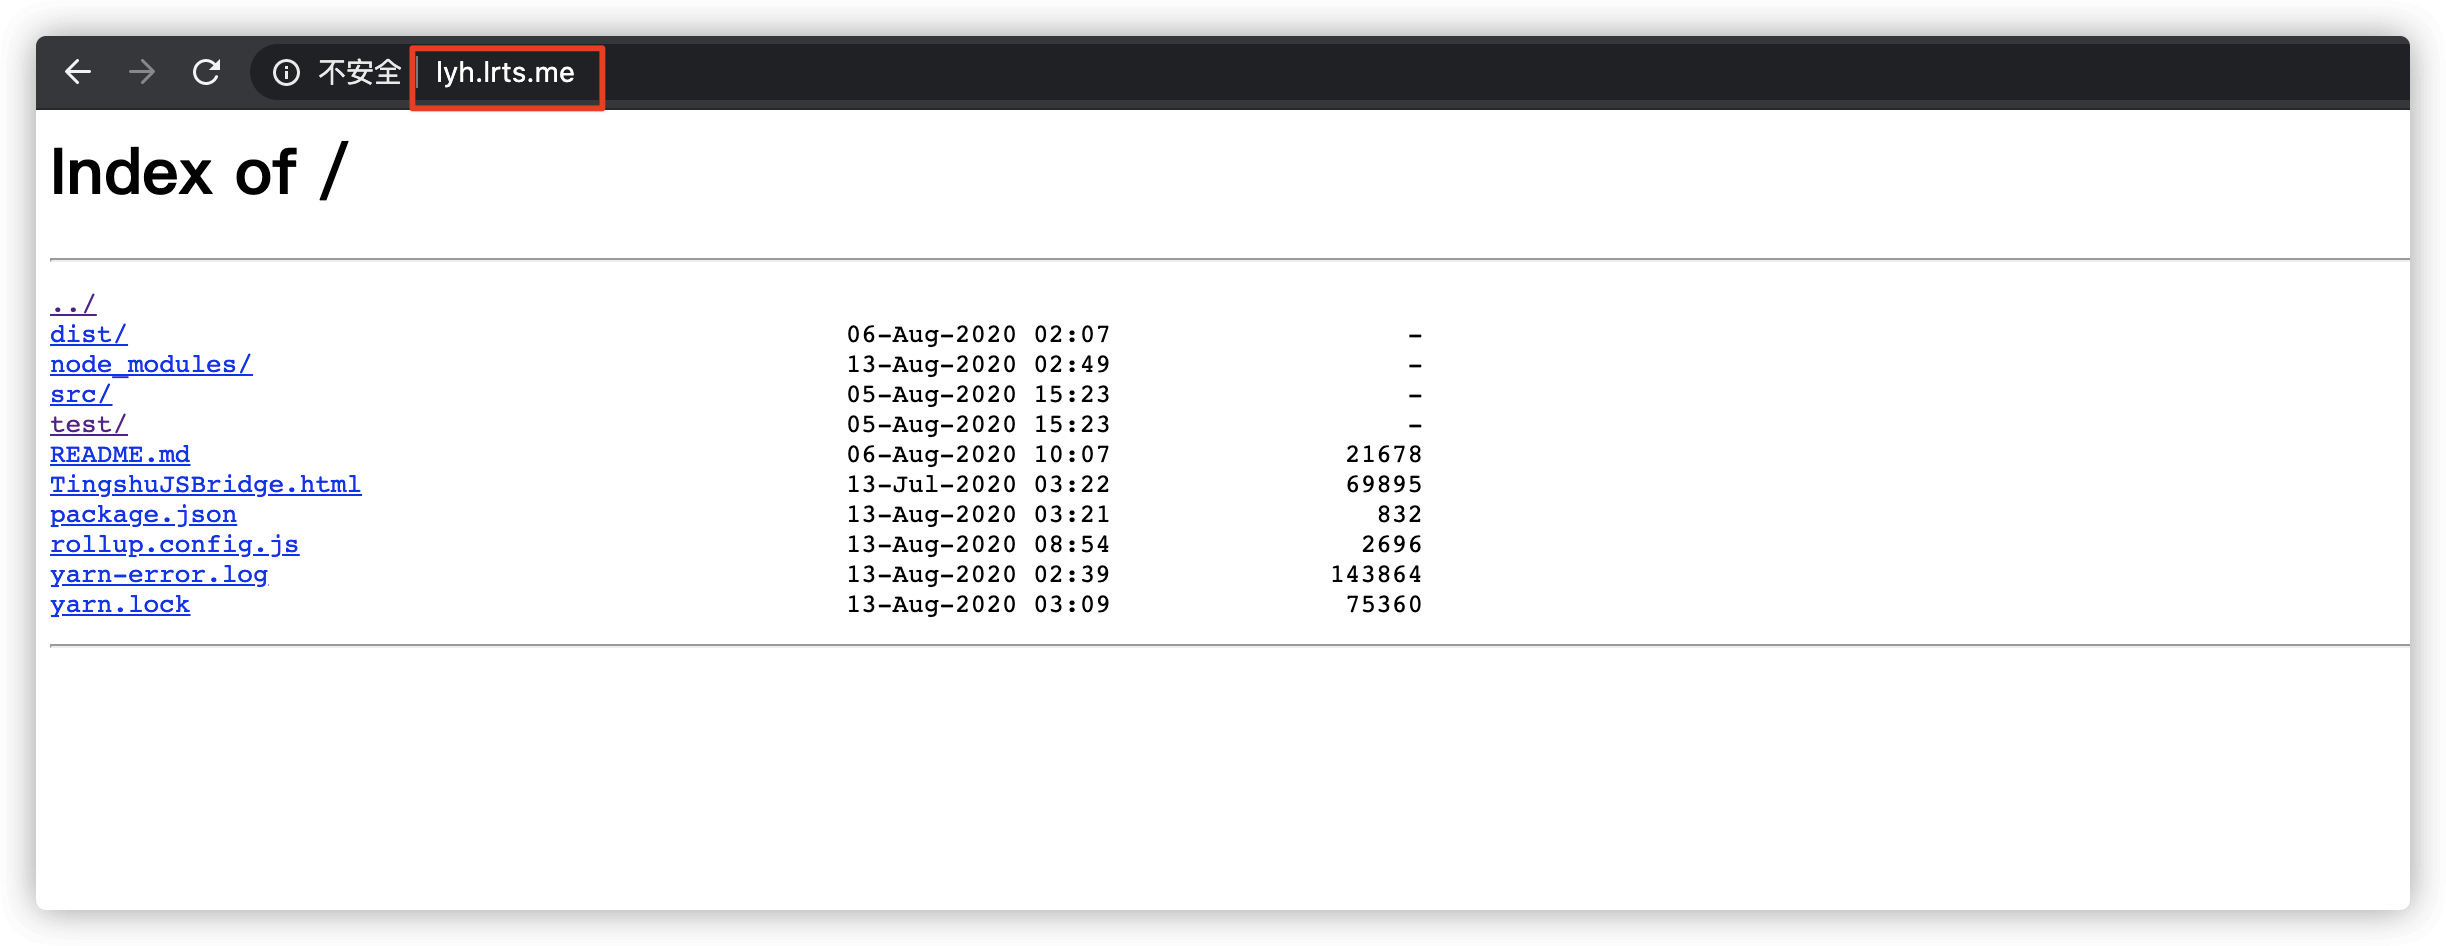 不安全 | lyh.lrts.me
Index of /
../
dist/ 06-Aug-2020 02:07 -
node_modules/ 13-Aug-2020 02:49 -
src/ 05-Aug-2020 15:23 -
test/ 05-Aug-2020 15:23 -
README.md 06-Aug-2020 10:07 21678
TingshuJSBridge.html 13-Jul-2020 03:22 69895
package.json 13-Aug-2020 03:21 832
rollup.config.js 13-Aug-2020 08:54 2696
yarn-error.log 13-Aug-2020 02:39 143864
yarn.lock 13-Aug-2020 03:09 75360